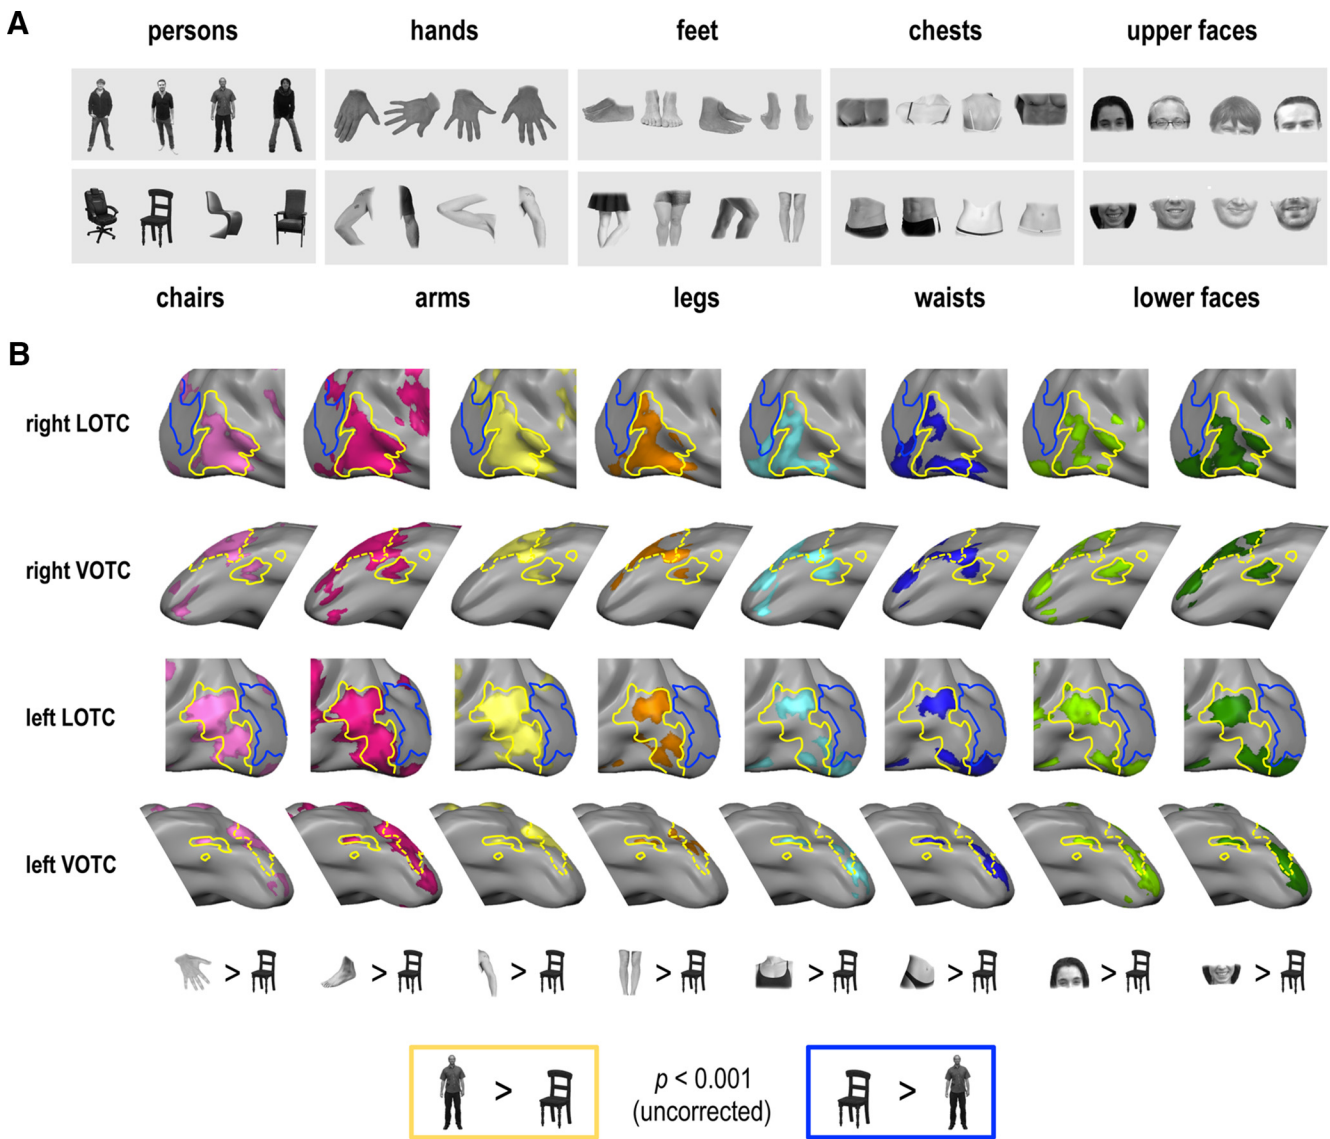 A
persons hands feet chests upper faces
chairs arms legs waists lower faces
B
right LOTC
right VOTC
left LOTC
left VOTC
> > > > > > > >
> p < 0.001 >
(uncorrected)